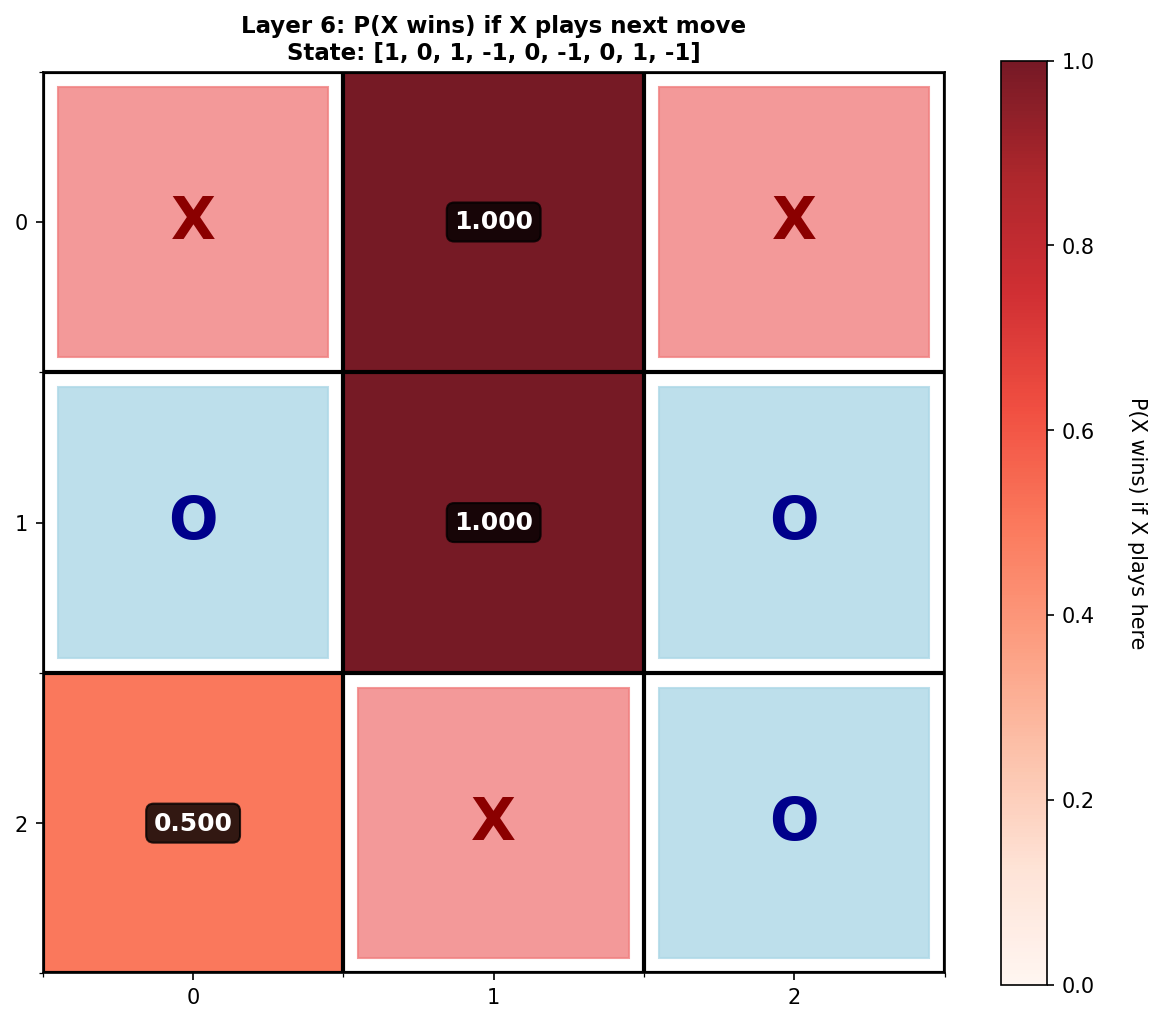 Layer 6: P(X wins) if X plays next move
State: [1, 0, 1, -1, 0, -1, 0, 1, -1]
X
1.000
X
0
O
1.000
O
1
0.500
X
O
2
0
1
2
1.0
0.8
0.6
0.4
0.2
0.0
P(X wins) if X plays here